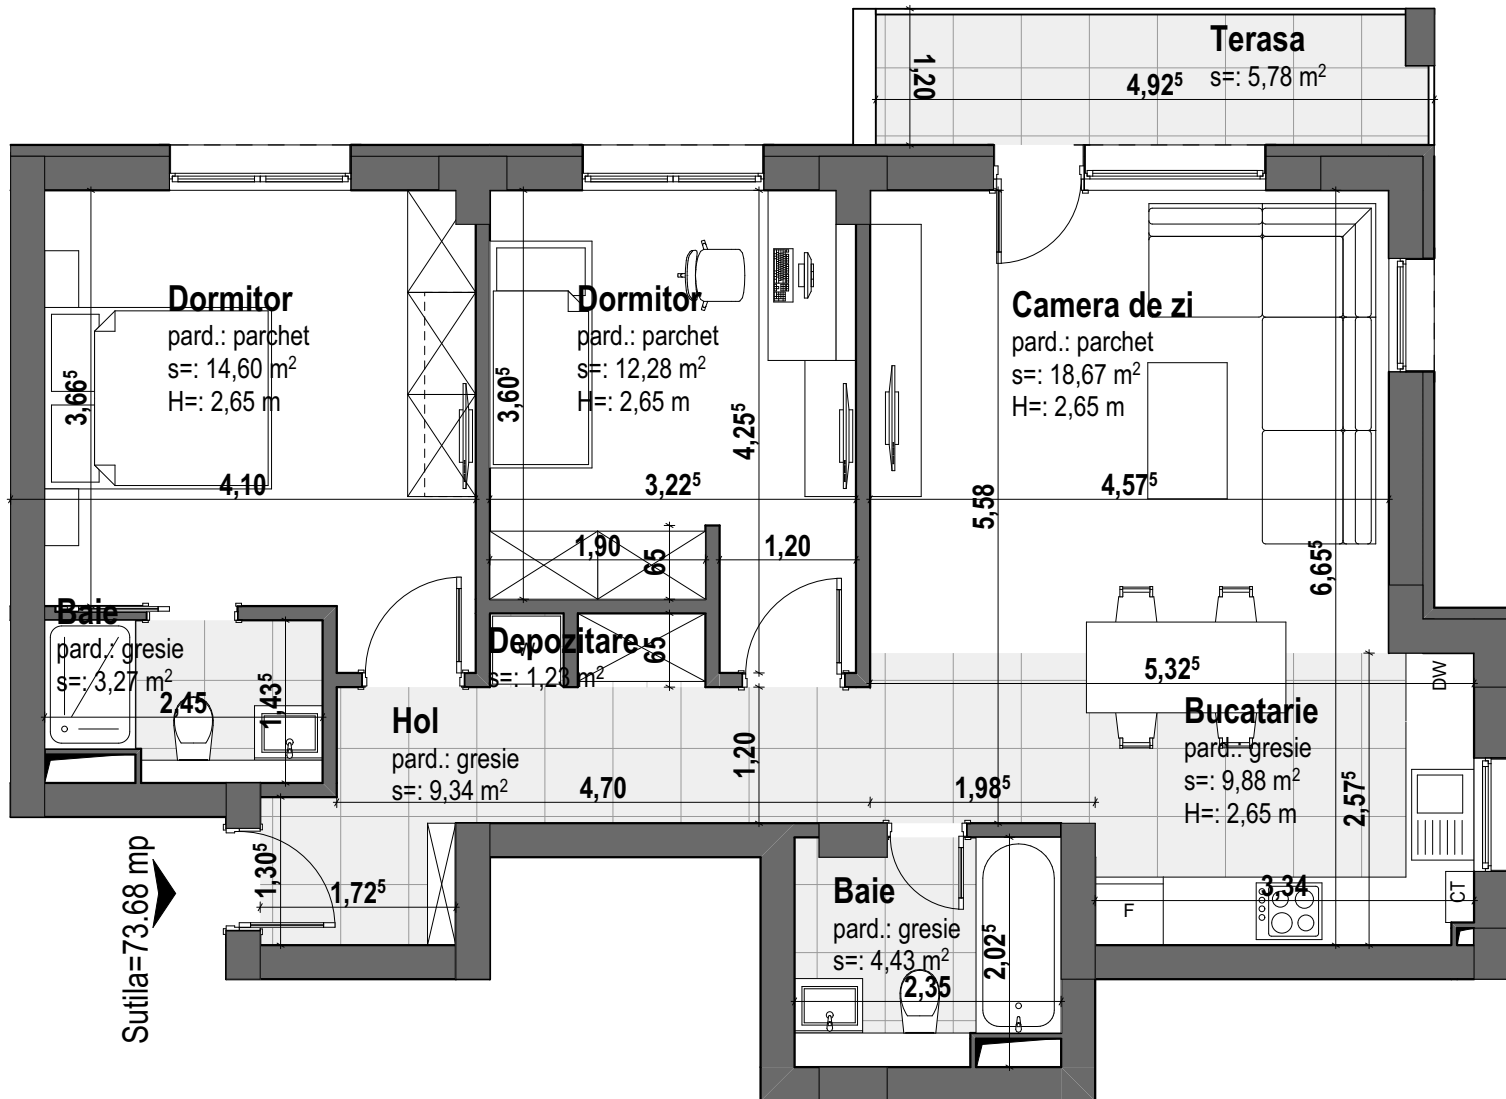 Terasa
s=: 5,78 m²
1,20
4,92⁵
Dormitor
pard.: parchet
s=: 14,60 m²
H=: 2,65 m
3,66⁵
4,10
Dormitor
pard.: parchet
s=: 12,28 m²
H=: 2,65 m
3,60⁵
4,25⁵
3,22⁵
1,90
65
1,20
Camera de zi
pard.: parchet
s=: 18,67 m²
H=: 2,65 m
5,58
4,57⁵
6,65⁵
Baie
pard.: gresie
s=: 3,27 m²
2,45
1,43⁵
Depozitare
s=: 1,23 m²
65
Hol
pard.: gresie
s=: 9,34 m²
4,70
1,20
1,98⁵
5,32⁵
DW
Bucatarie
pard.: gresie
s=: 9,88 m²
H=: 2,65 m
2,57⁵
3,34
F
CT
1,30⁵
1,72⁵
Baie
pard.: gresie
s=: 4,43 m²
2,02⁵
2,35
Sutila=73.68 mp